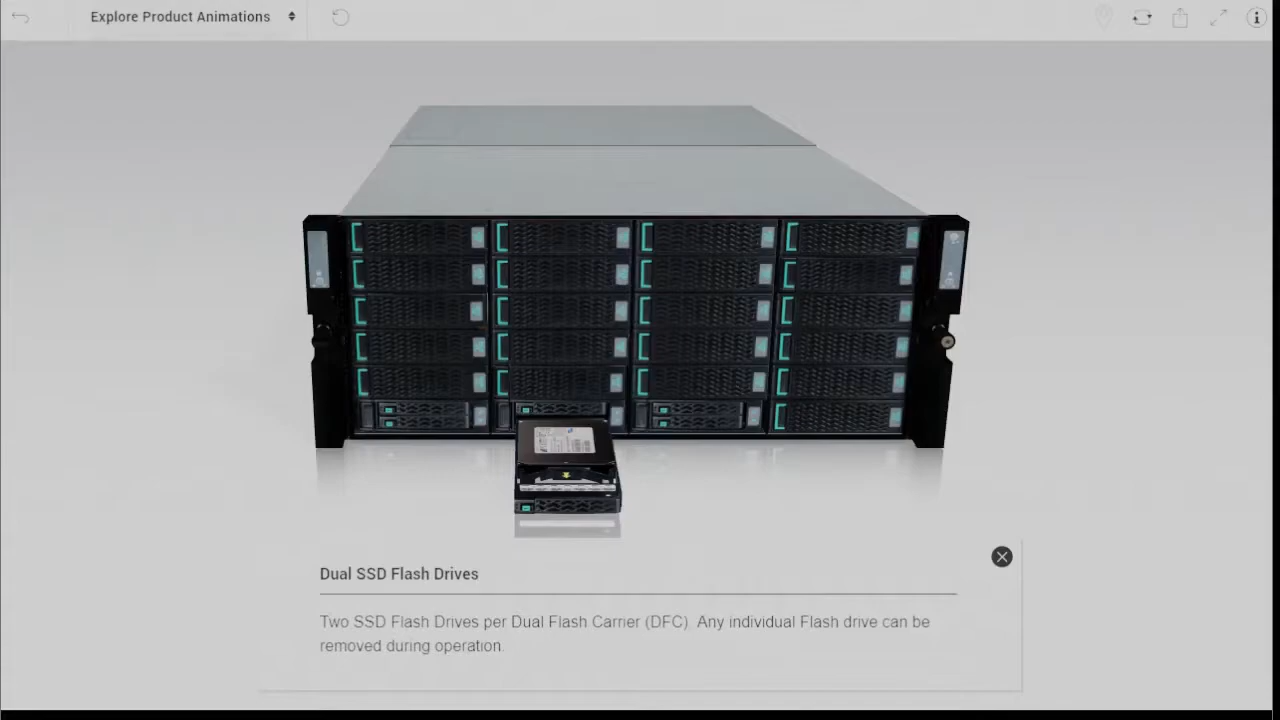 Explore Product Animations
Dual SSD Flash Drives
Two SSD Flash Drives per Dual Flash Carrier (DFC). Any individual Flash drive can be
removed during operation.